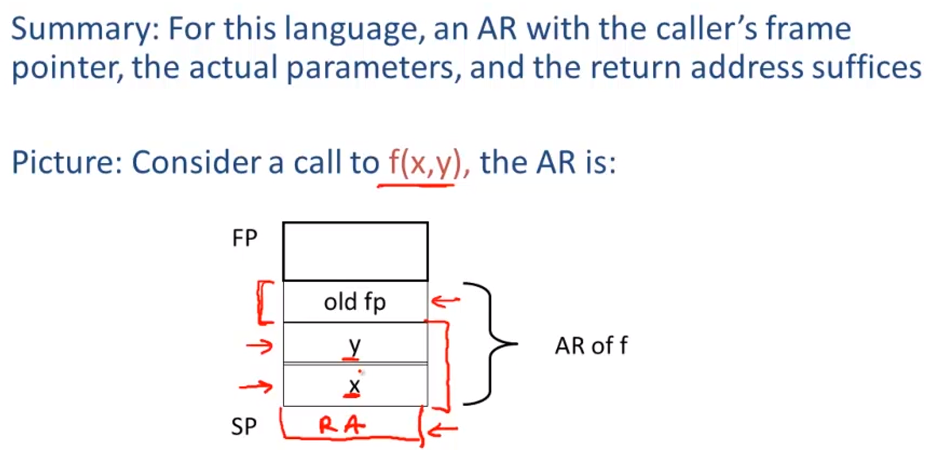 Summary: For this language, an AR with the caller's frame
pointer, the actual parameters, and the return address suffices
Picture: Consider a call to f(x,y), the AR is:
FP
old fp
y
AR of f
x
SP
RA